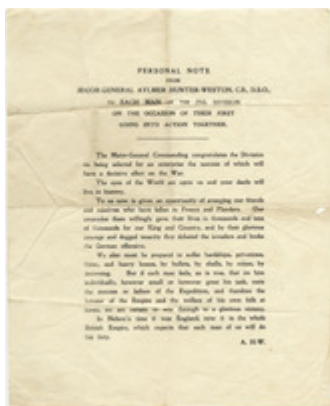 PERSONAL NOTE
FROM
MAJOR-GENERAL AYLMER HUNTER-WESTON, C.B., D.S.O.,
TO EACH MAN OF THE DIVISION
ON THE OCCASION OF THEIR FIRST
GOING INTO ACTION TOGETHER.
The Major-General Commanding congratulates the Division
on being selected for an enterprise the success of which will
have a decisive effect on the War.
The eyes of the World are upon us and your deeds will
live in history.
To us now is given an opportunity of avenging our friends
and relatives who have fallen in France and Flanders. Our
comrades there willingly gave their lives in thousands and tens
of thousands for our King and Country, and by their glorious
courage and dogged tenacity they defeated the invaders and broke
the German offensive.
We also must be prepared to suffer hardships, privations,
thirst, and heavy losses, by bullets, by shells, by mines, by
drowning. But if each man feels, as is true, that on him
individually, however small or however great his task, rests
the success or failure of the Expedition, and therefore the
honour of the Empire and the welfare of his own folk at
home, we are certain to win through to a glorious victory.
In Nelson's time it was England, now it is the whole
British Empire, which expects that each man of us will do
his duty.
A. H-W.